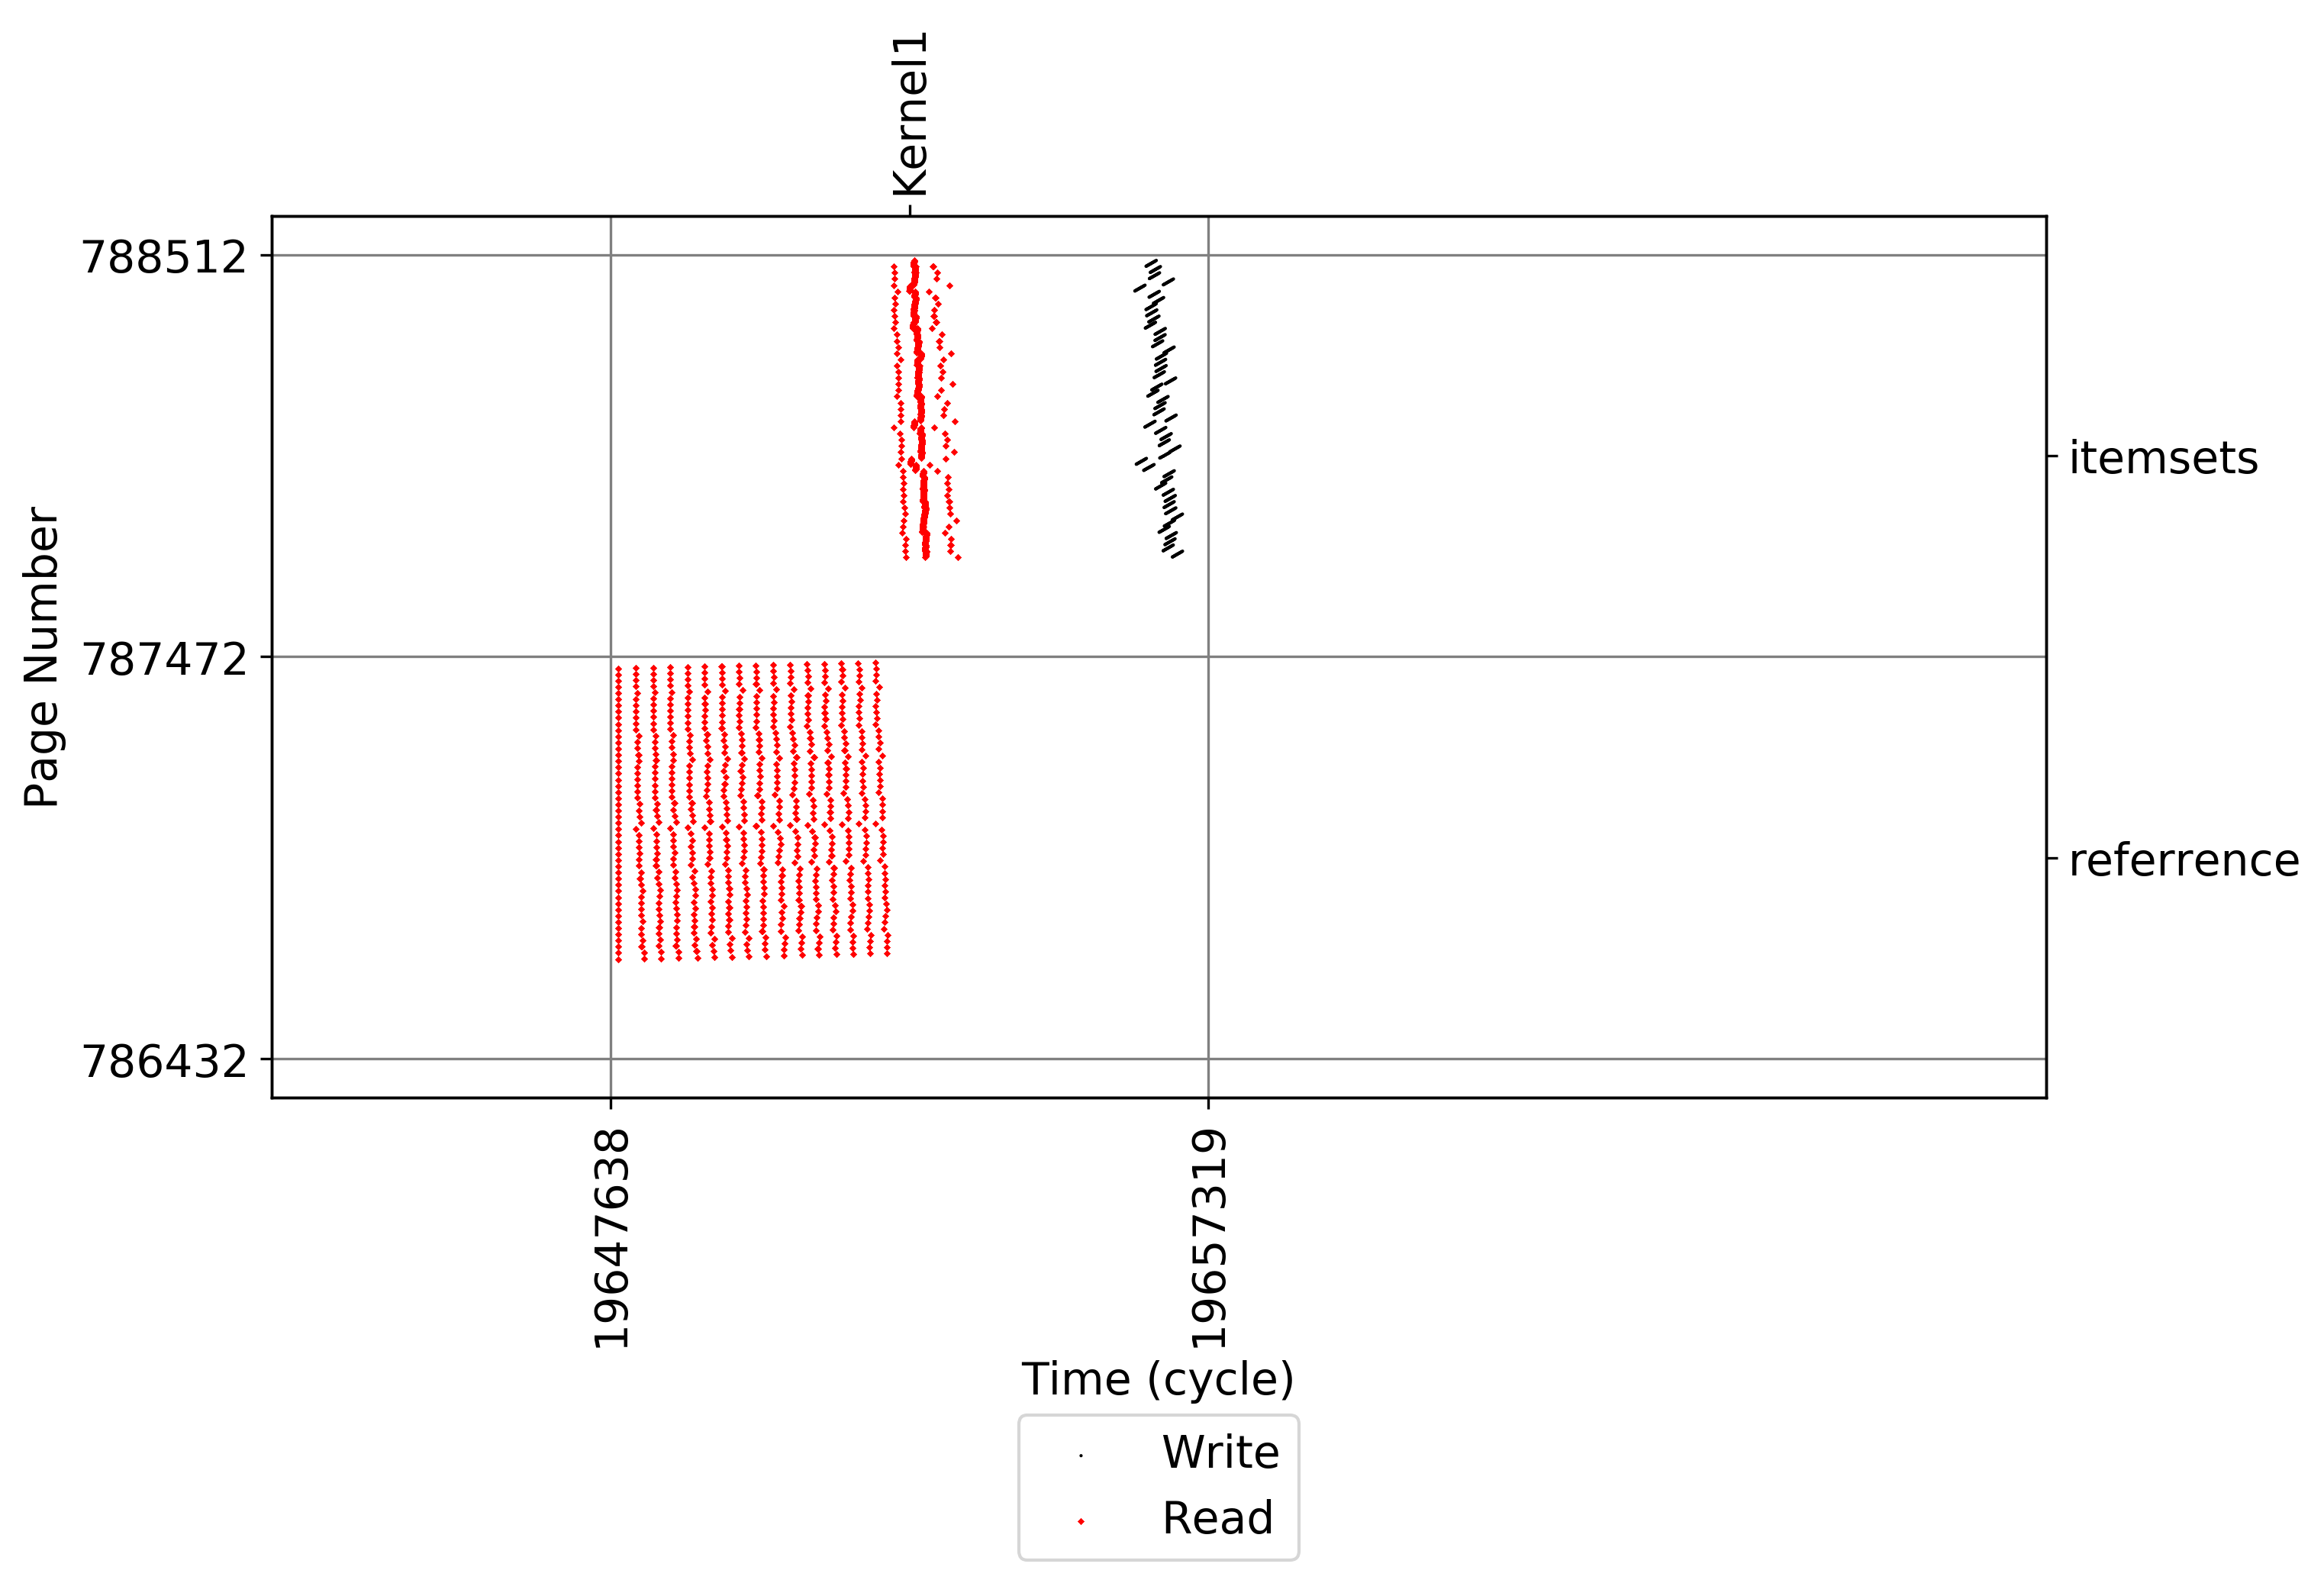 Kernel1
788512
787472
786432
Page Number
itemsets
referrence
19647638
19657319
Time (cycle)
Write
Read